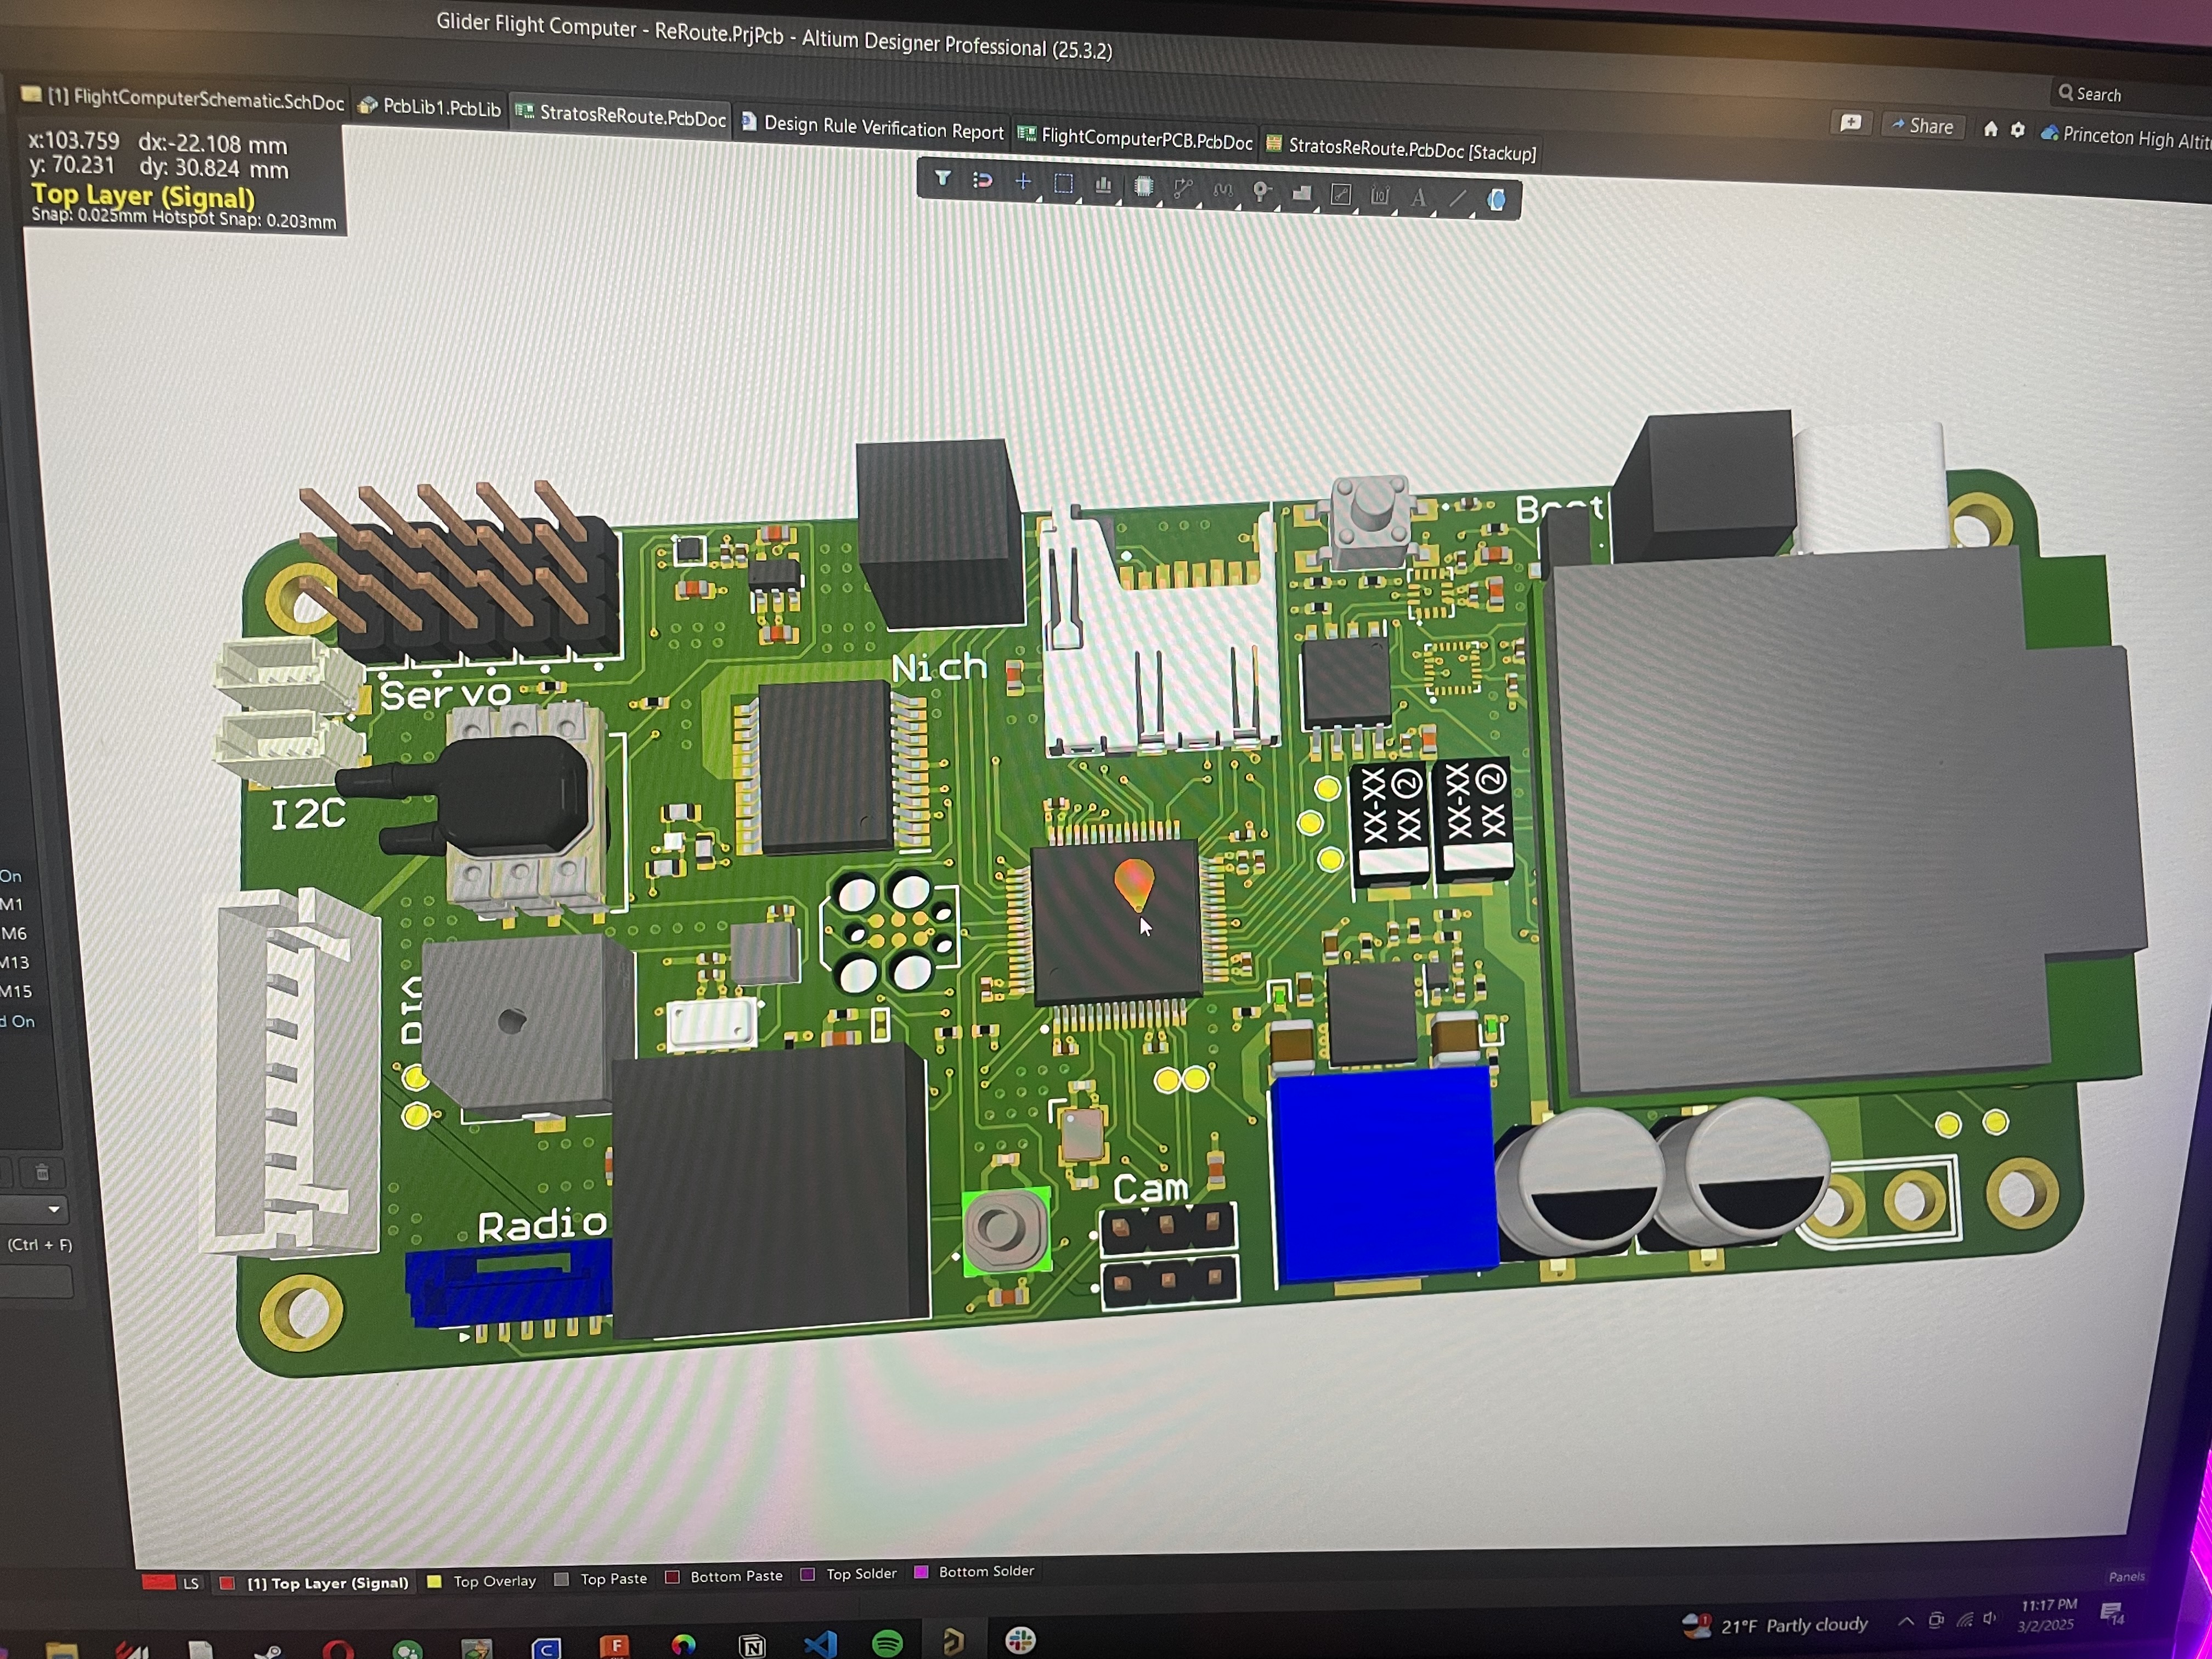 Glider Flight Computer - ReRoute.PrjPcb - Altium Designer Professional (25.3.2)
Search
[1] FlightComputerSchematic.SchDoc
PcbLib1.PcbLib
StratosReRoute.PcbDoc
Design Rule Verification Report
FlightComputerPCB.PcbDoc
StratosReRoute.PcbDoc [Stackup]
Share
Princeton High
x:103.759 dx:-22.108 mm
y: 70.231 dy: 30.824 mm
Top Layer (Signal)
Snap: 0.025mm Hotspot Snap: 0.203mm
Servo
Nich
I2C
XX-XX
XX 2
XX-XX
XX 2
Radio
Cam
On
M1
M6
M13
M15
d On
(Ctrl + F)
LS
[1] Top Layer (Signal)
Top Overlay
Top Paste
Bottom Paste
Top Solder
Bottom Solder
Panels
21°F Partly cloudy
11:17 PM
3/2/2025
14